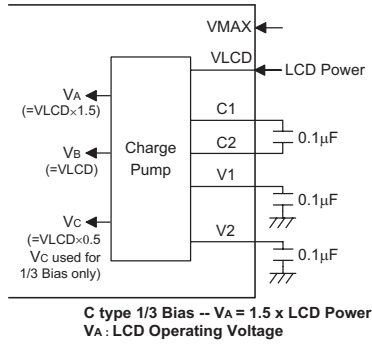 VMAX
VLCD
LCD Power
VA
(=VLCD×1.5)
C1
C2
0.1μF
VB
(=VLCD)
Charge
Pump
V1
0.1μF
VC
(=VLCD×0.5
VC used for
1/3 Bias only)
V2
0.1μF
C type 1/3 Bias -- VA = 1.5 x LCD Power
VA : LCD Operating Voltage